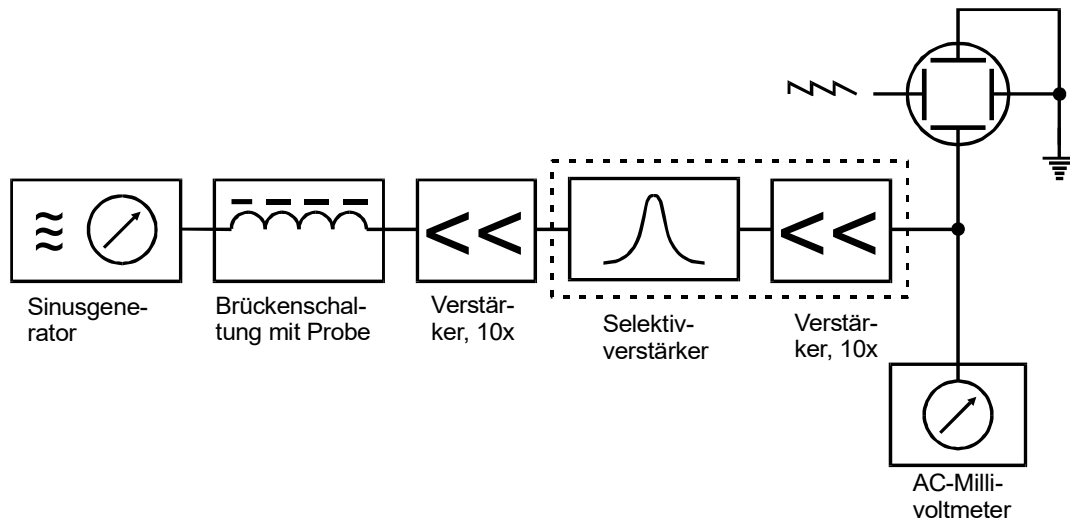 Sinusgene-
rator
Brückenschal-
tung mit Probe
Verstär-
ker, 10x
Selektiv-
verstärker
Verstär-
ker, 10x
AC-Milli-
voltmeter